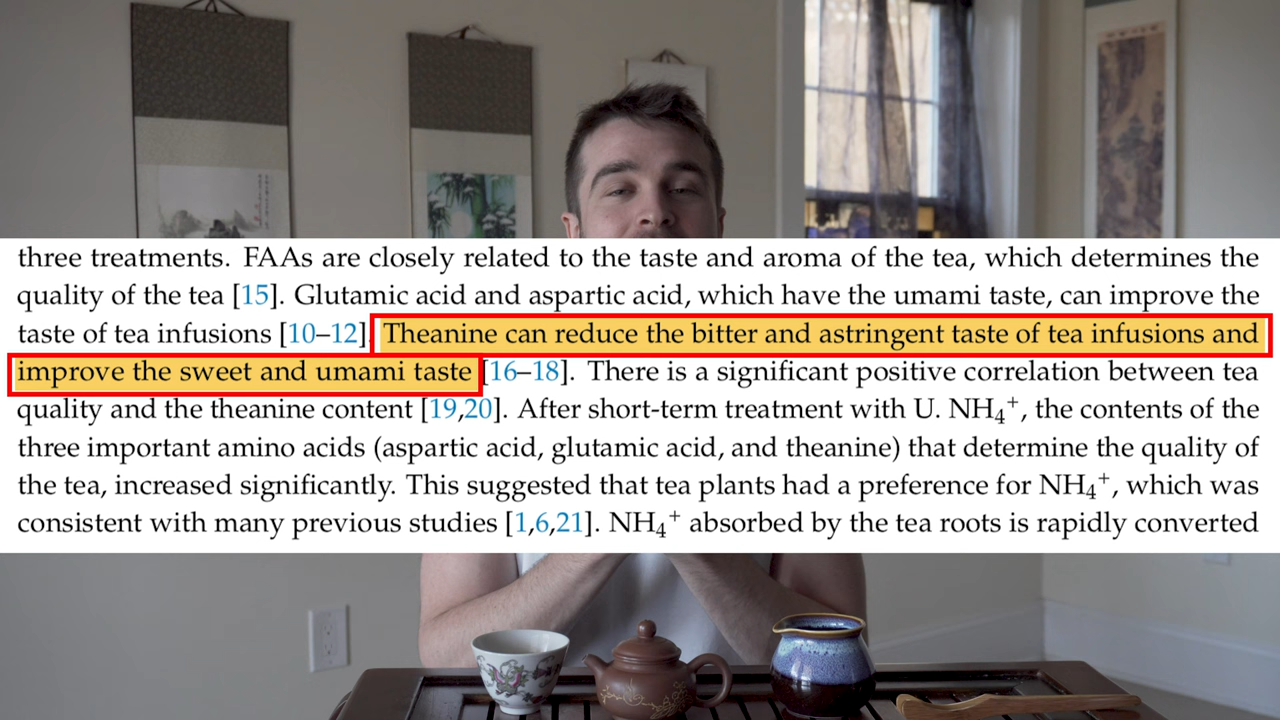 three treatments. FAAs are closely related to the taste and aroma of the tea, which determines the
quality of the tea [15]. Glutamic acid and aspartic acid, which have the umami taste, can improve the
taste of tea infusions [10–12]. Theanine can reduce the bitter and astringent taste of tea infusions and
improve the sweet and umami taste [16–18]. There is a significant positive correlation between tea
quality and the theanine content [19,20]. After short-term treatment with U. NH₄⁺, the contents of the
three important amino acids (aspartic acid, glutamic acid, and theanine) that determine the quality of
the tea, increased significantly. This suggested that tea plants had a preference for NH₄⁺, which was
consistent with many previous studies [1,6,21]. NH₄⁺ absorbed by the tea roots is rapidly converted